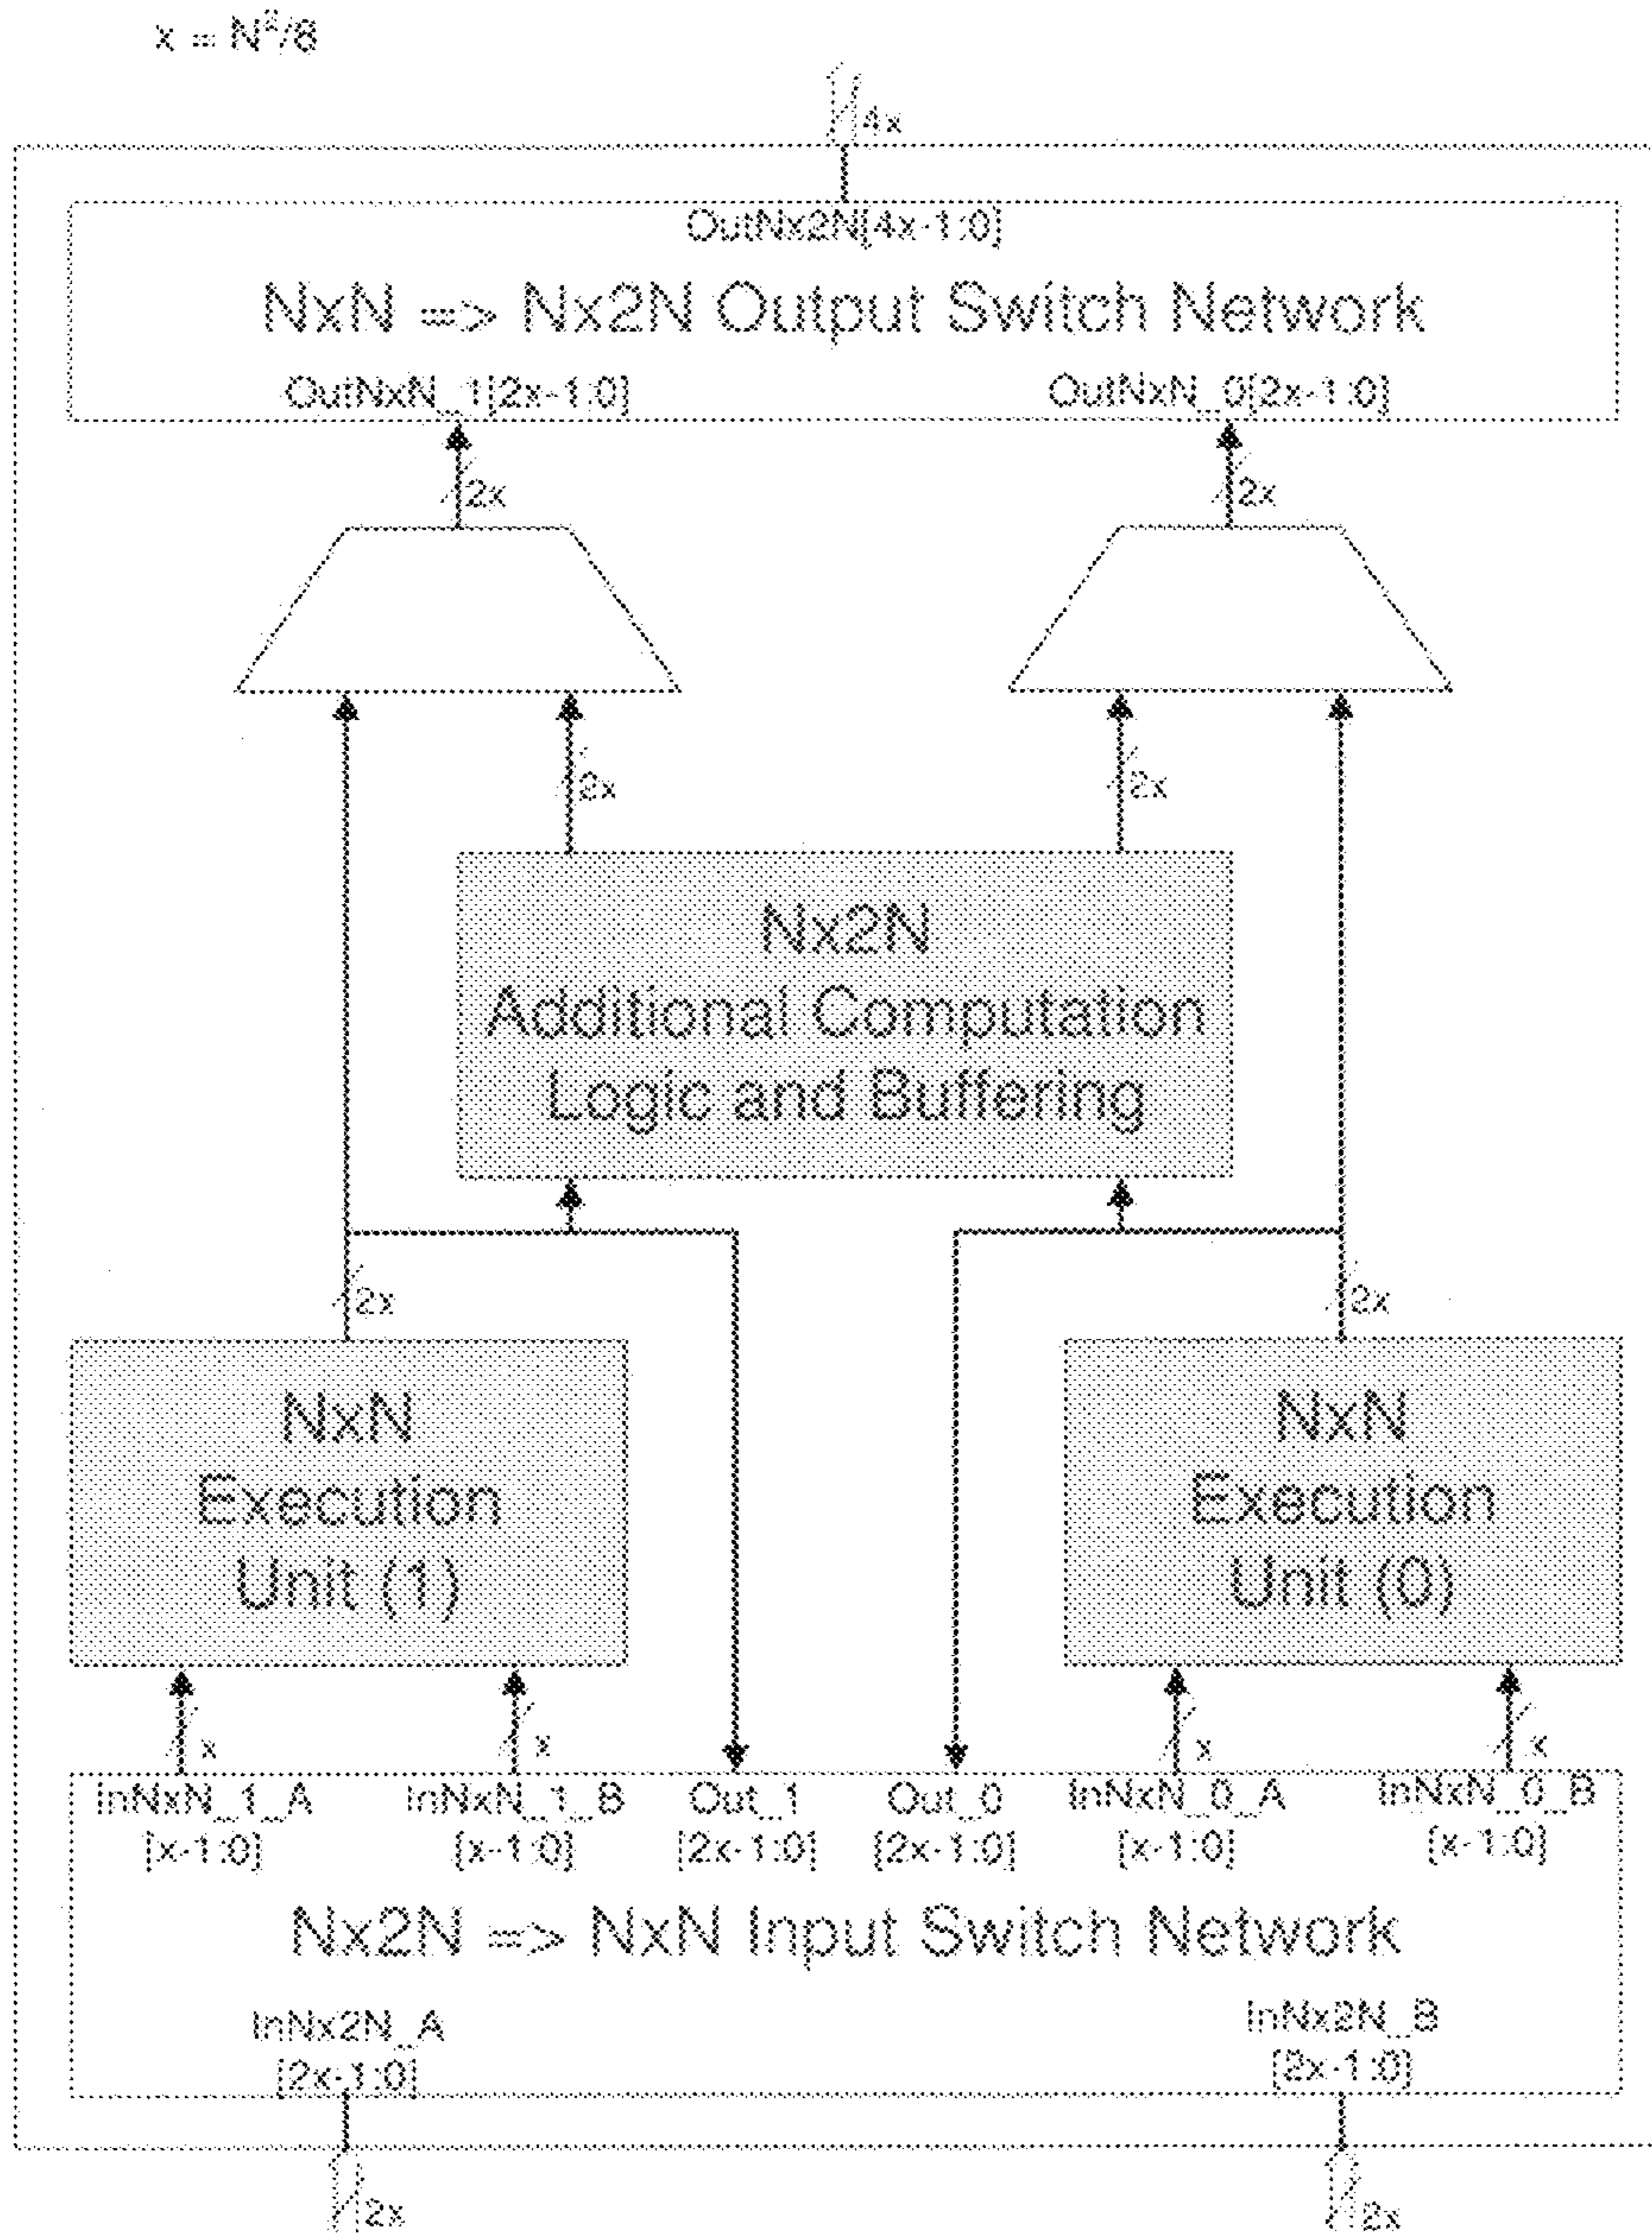 x = N²/6
4x
OutNx2N[4x-1:0]
NxN => Nx2N Output Switch Network
OutNxN_1[2x-1:0] OutNxN_0[2x-1:0]
2x 2x
2x 2x
Nx2N
Additional Computation
Logic and Buffering
2x 2x
NxN
Execution
Unit (1)
NxN
Execution
Unit (0)
x x x x
InNxN_1_A
[x-1:0]
InNxN_1_B
[x-1:0]
Out_1
[2x-1:0]
Out_0
[2x-1:0]
InNxN_0_A
[x-1:0]
InNxN_0_B
[x-1:0]
Nx2N => NxN Input Switch Network
InNx2N_A
[2x-1:0]
InNx2N_B
[2x-1:0]
2x 2x